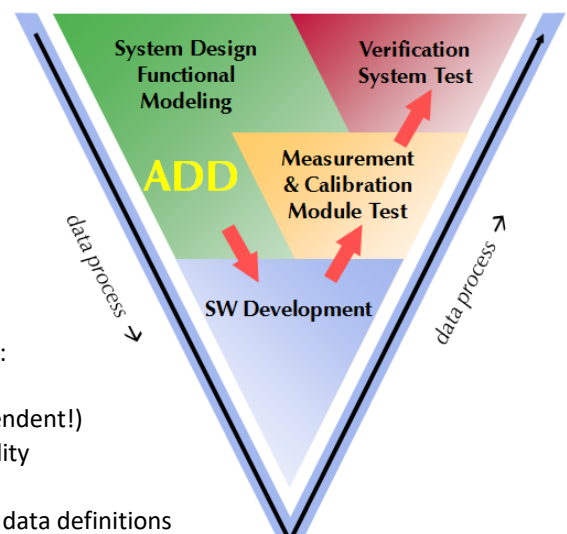 System Design
Functional
Modeling
Verification
System Test
ADD
Measurement
& Calibration
Module Test
data process
data process
SW Development
:
endent!)
lity
data definitions